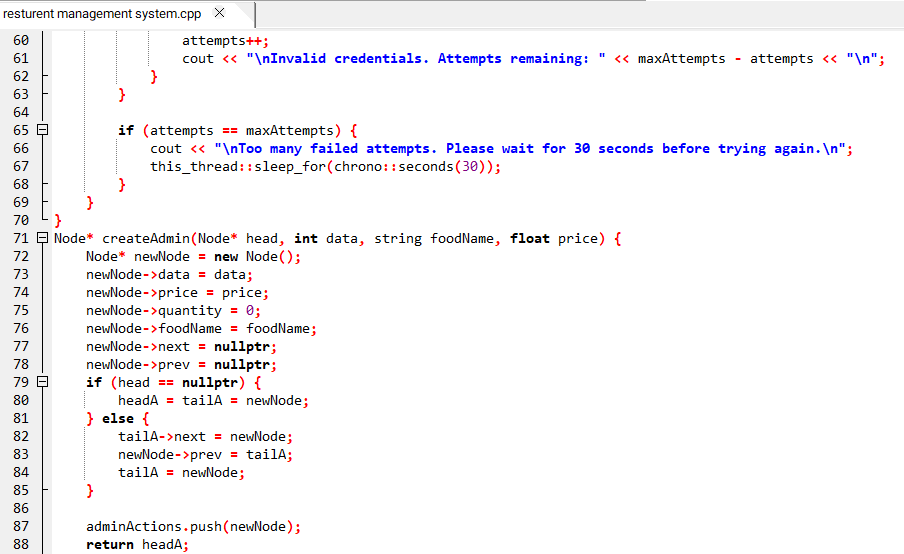 resturent management system.cpp ×
60 attempts++;
61 cout << "\nInvalid credentials. Attempts remaining: " << maxAttempts - attempts << "\n";
62 }
63 }
64
65 if (attempts == maxAttempts) {
66 cout << "\nToo many failed attempts. Please wait for 30 seconds before trying again.\n";
67 this_thread::sleep_for(chrono::seconds(30));
68 }
69 }
70 }
71 Node* createAdmin(Node* head, int data, string foodName, float price) {
72 Node* newNode = new Node();
73 newNode->data = data;
74 newNode->price = price;
75 newNode->quantity = 0;
76 newNode->foodName = foodName;
77 newNode->next = nullptr;
78 newNode->prev = nullptr;
79 if (head == nullptr) {
80 headA = tailA = newNode;
81 } else {
82 tailA->next = newNode;
83 newNode->prev = tailA;
84 tailA = newNode;
85 }
86
87 adminActions.push(newNode);
88 return headA;